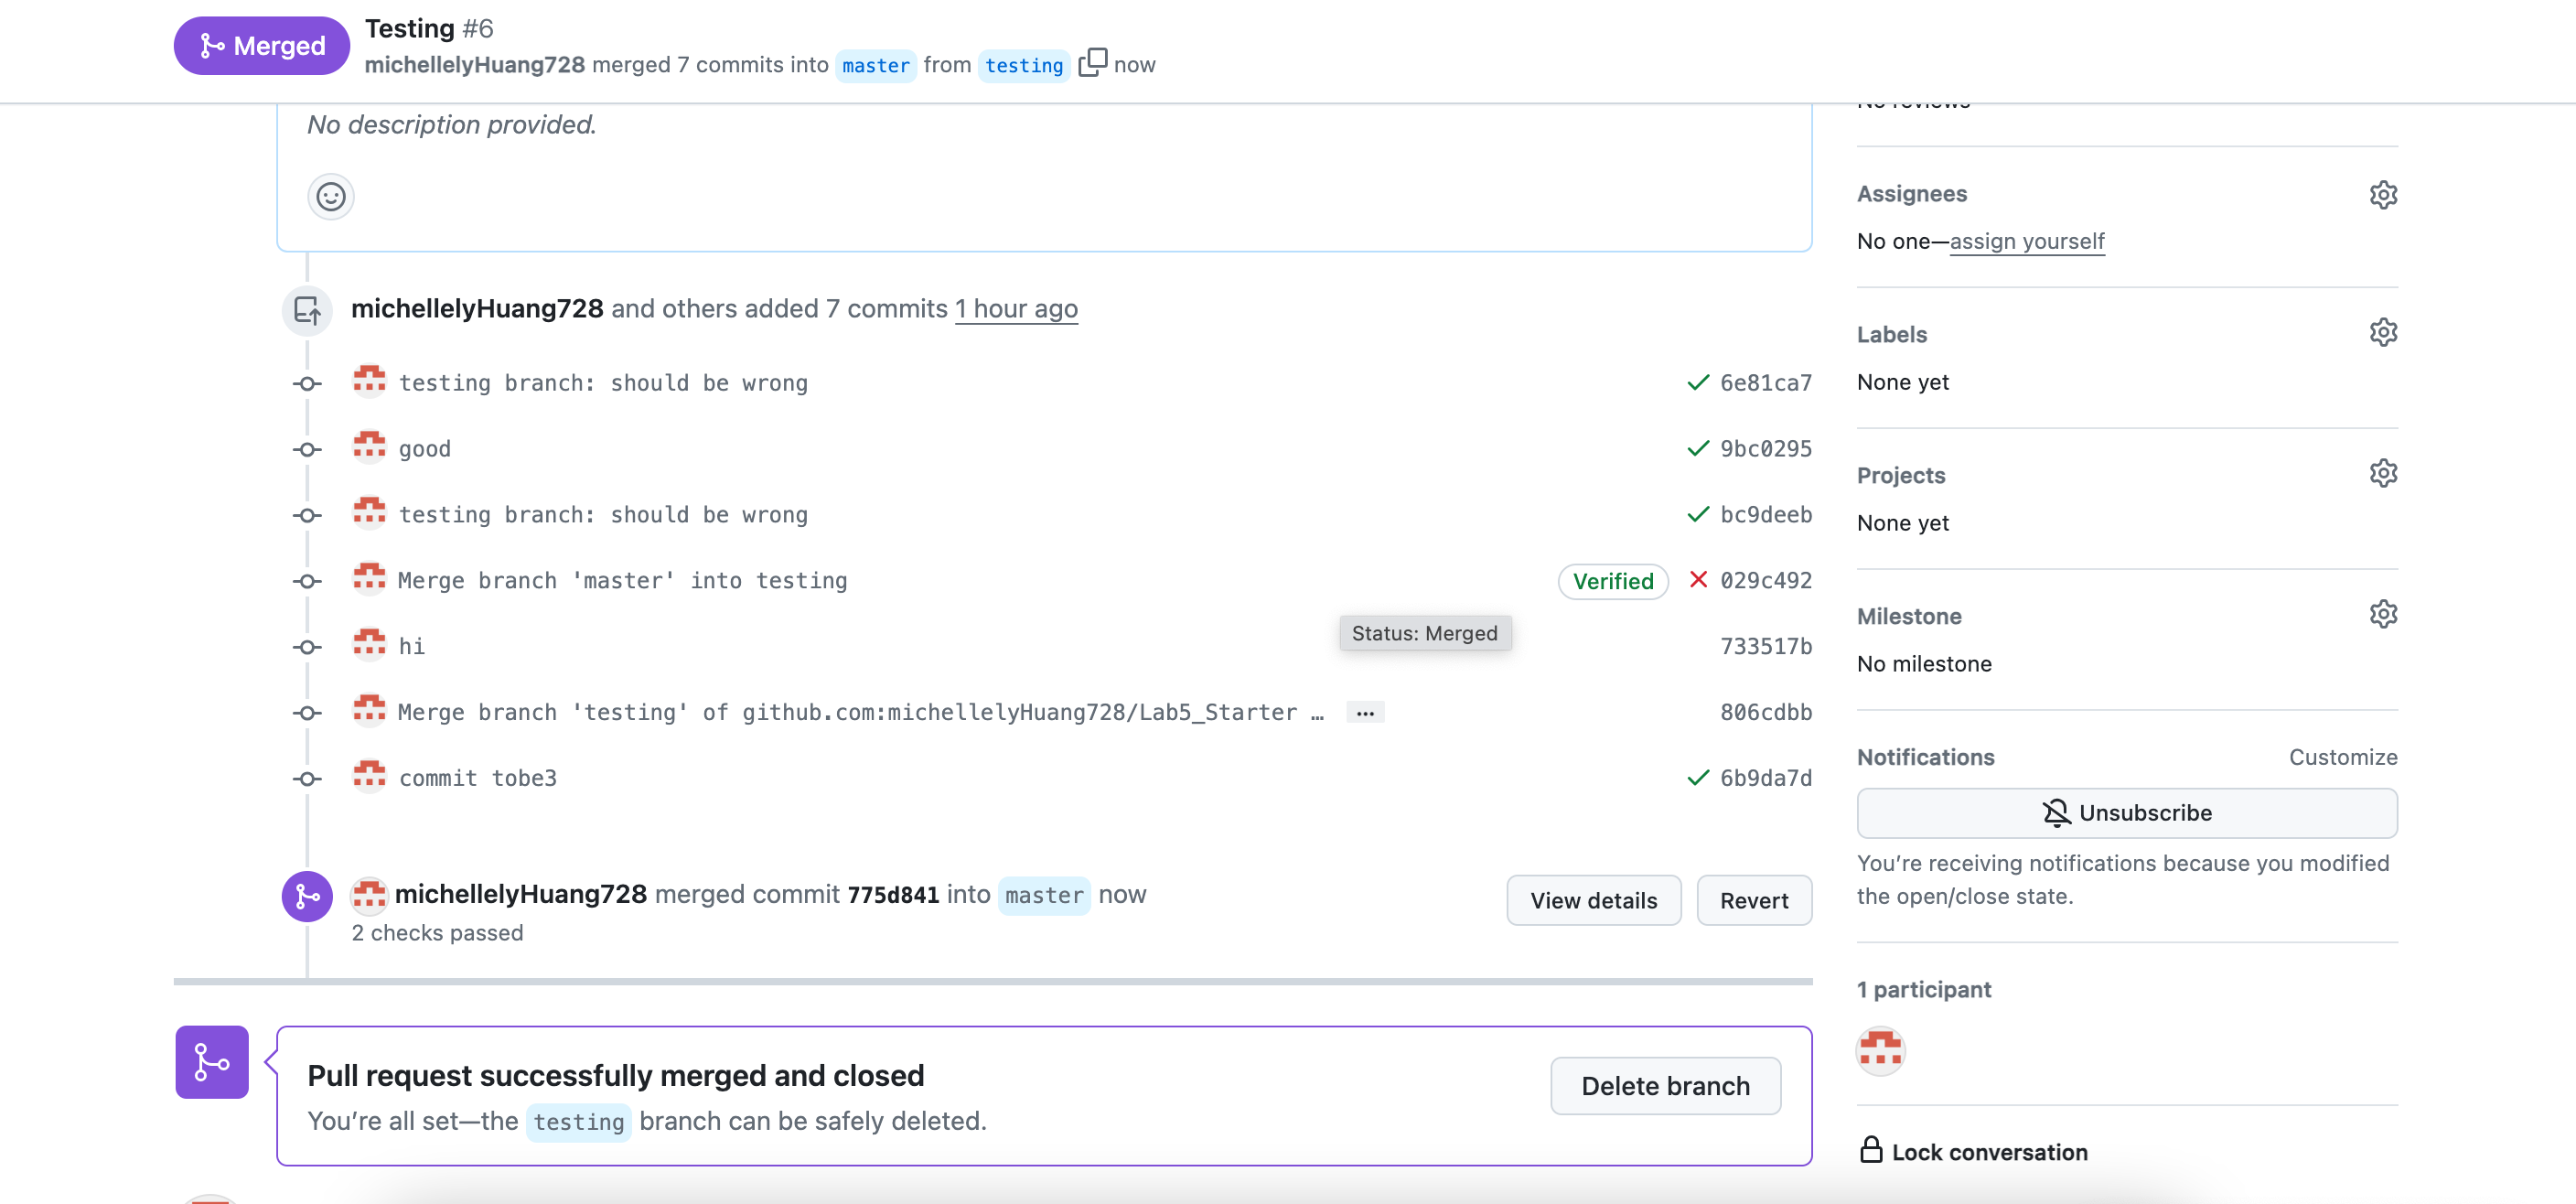 Merged
Testing #6
michellelyHuang728 merged 7 commits into master from testing now
No description provided.
michellelyHuang728 and others added 7 commits 1 hour ago
testing branch: should be wrong 6e81ca7
good 9bc0295
testing branch: should be wrong bc9deeb
Merge branch 'master' into testing Verified 029c492
Status: Merged
hi 733517b
Merge branch 'testing' of github.com:michellelyHuang728/Lab5_Starter … ... 806cdbb
commit tobe3 6b9da7d
michellelyHuang728 merged commit 775d841 into master now
2 checks passed
View details
Revert
Pull request successfully merged and closed
You're all set—the testing branch can be safely deleted.
Delete branch
No reviews
Assignees
No one—assign yourself
Labels
None yet
Projects
None yet
Milestone
No milestone
Notifications Customize
Unsubscribe
You're receiving notifications because you modified
the open/close state.
1 participant
Lock conversation